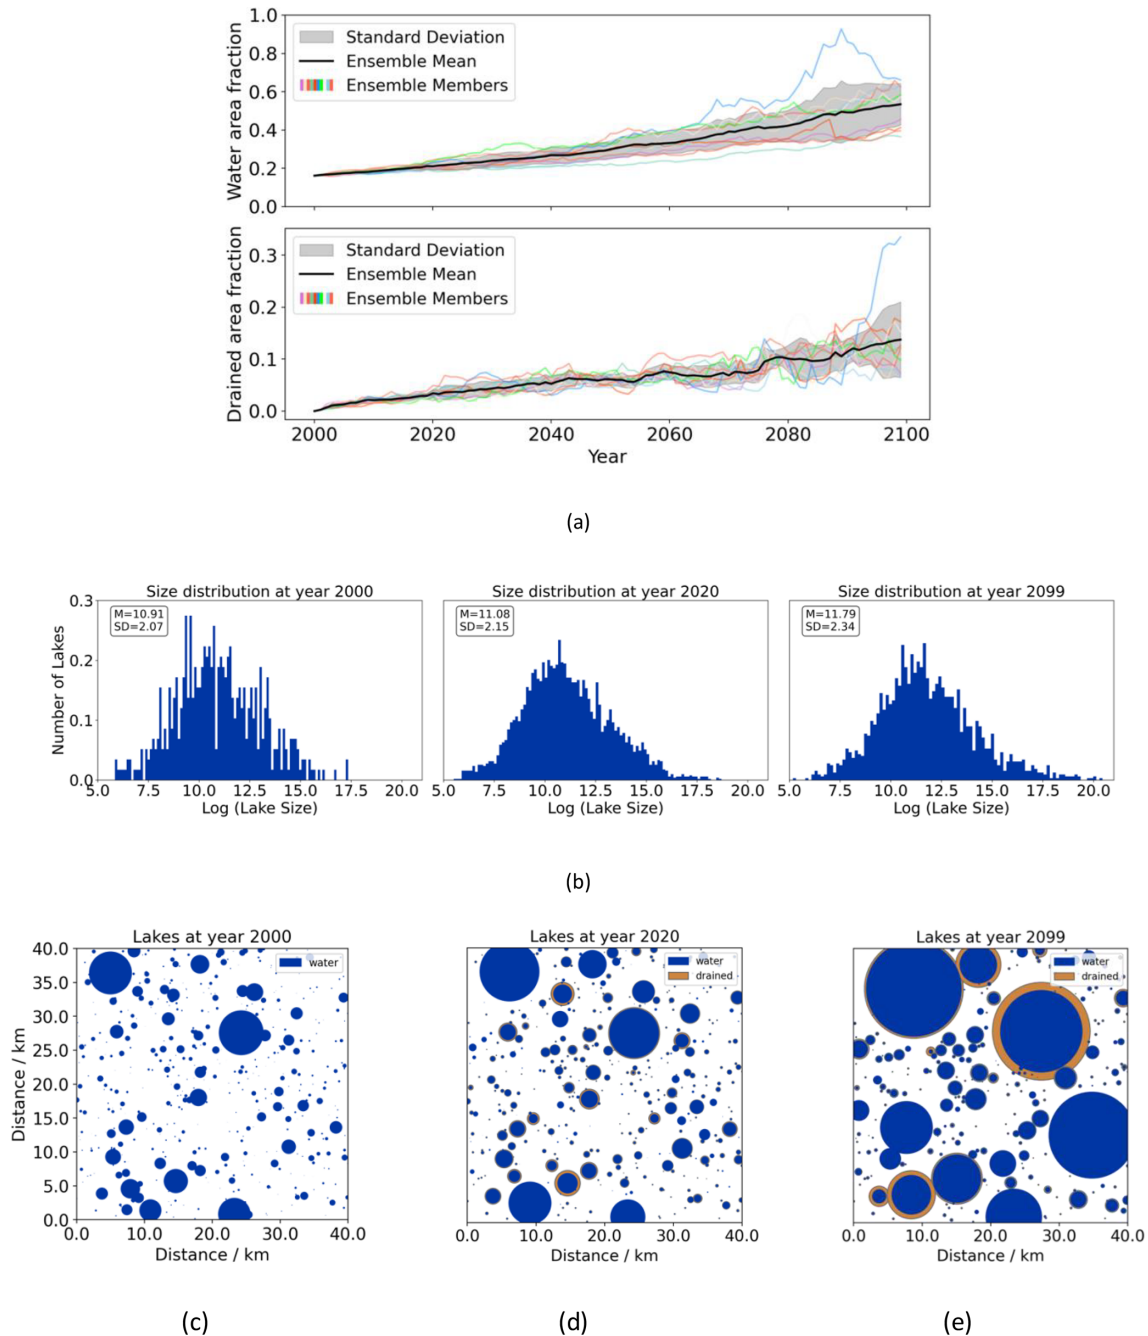 1.0
0.8
0.6
0.4
0.2
0.0
Water area fraction
Standard Deviation
Ensemble Mean
Ensemble Members
0.3
0.2
0.1
0.0
Drained area fraction
Standard Deviation
Ensemble Mean
Ensemble Members
2000 2020 2040 2060 2080 2100
Year
(a)
Size distribution at year 2000
M=10.91
SD=2.07
0.3
0.2
0.1
0.0
Number of Lakes
5.0 7.5 10.0 12.5 15.0 17.5 20.0
Log (Lake Size)
Size distribution at year 2020
M=11.08
SD=2.15
5.0 7.5 10.0 12.5 15.0 17.5 20.0
Log (Lake Size)
Size distribution at year 2099
M=11.79
SD=2.34
5.0 7.5 10.0 12.5 15.0 17.5 20.0
Log (Lake Size)
(b)
Lakes at year 2000
water
40.0
35.0
30.0
25.0
20.0
15.0
10.0
5.0
0.0
Distance / km
0.0 10.0 20.0 30.0 40.0
Distance / km
Lakes at year 2020
water
drained
0.0 10.0 20.0 30.0 40.0
Distance / km
Lakes at year 2099
water
drained
0.0 10.0 20.0 30.0 40.0
Distance / km
(c)
(d)
(e)